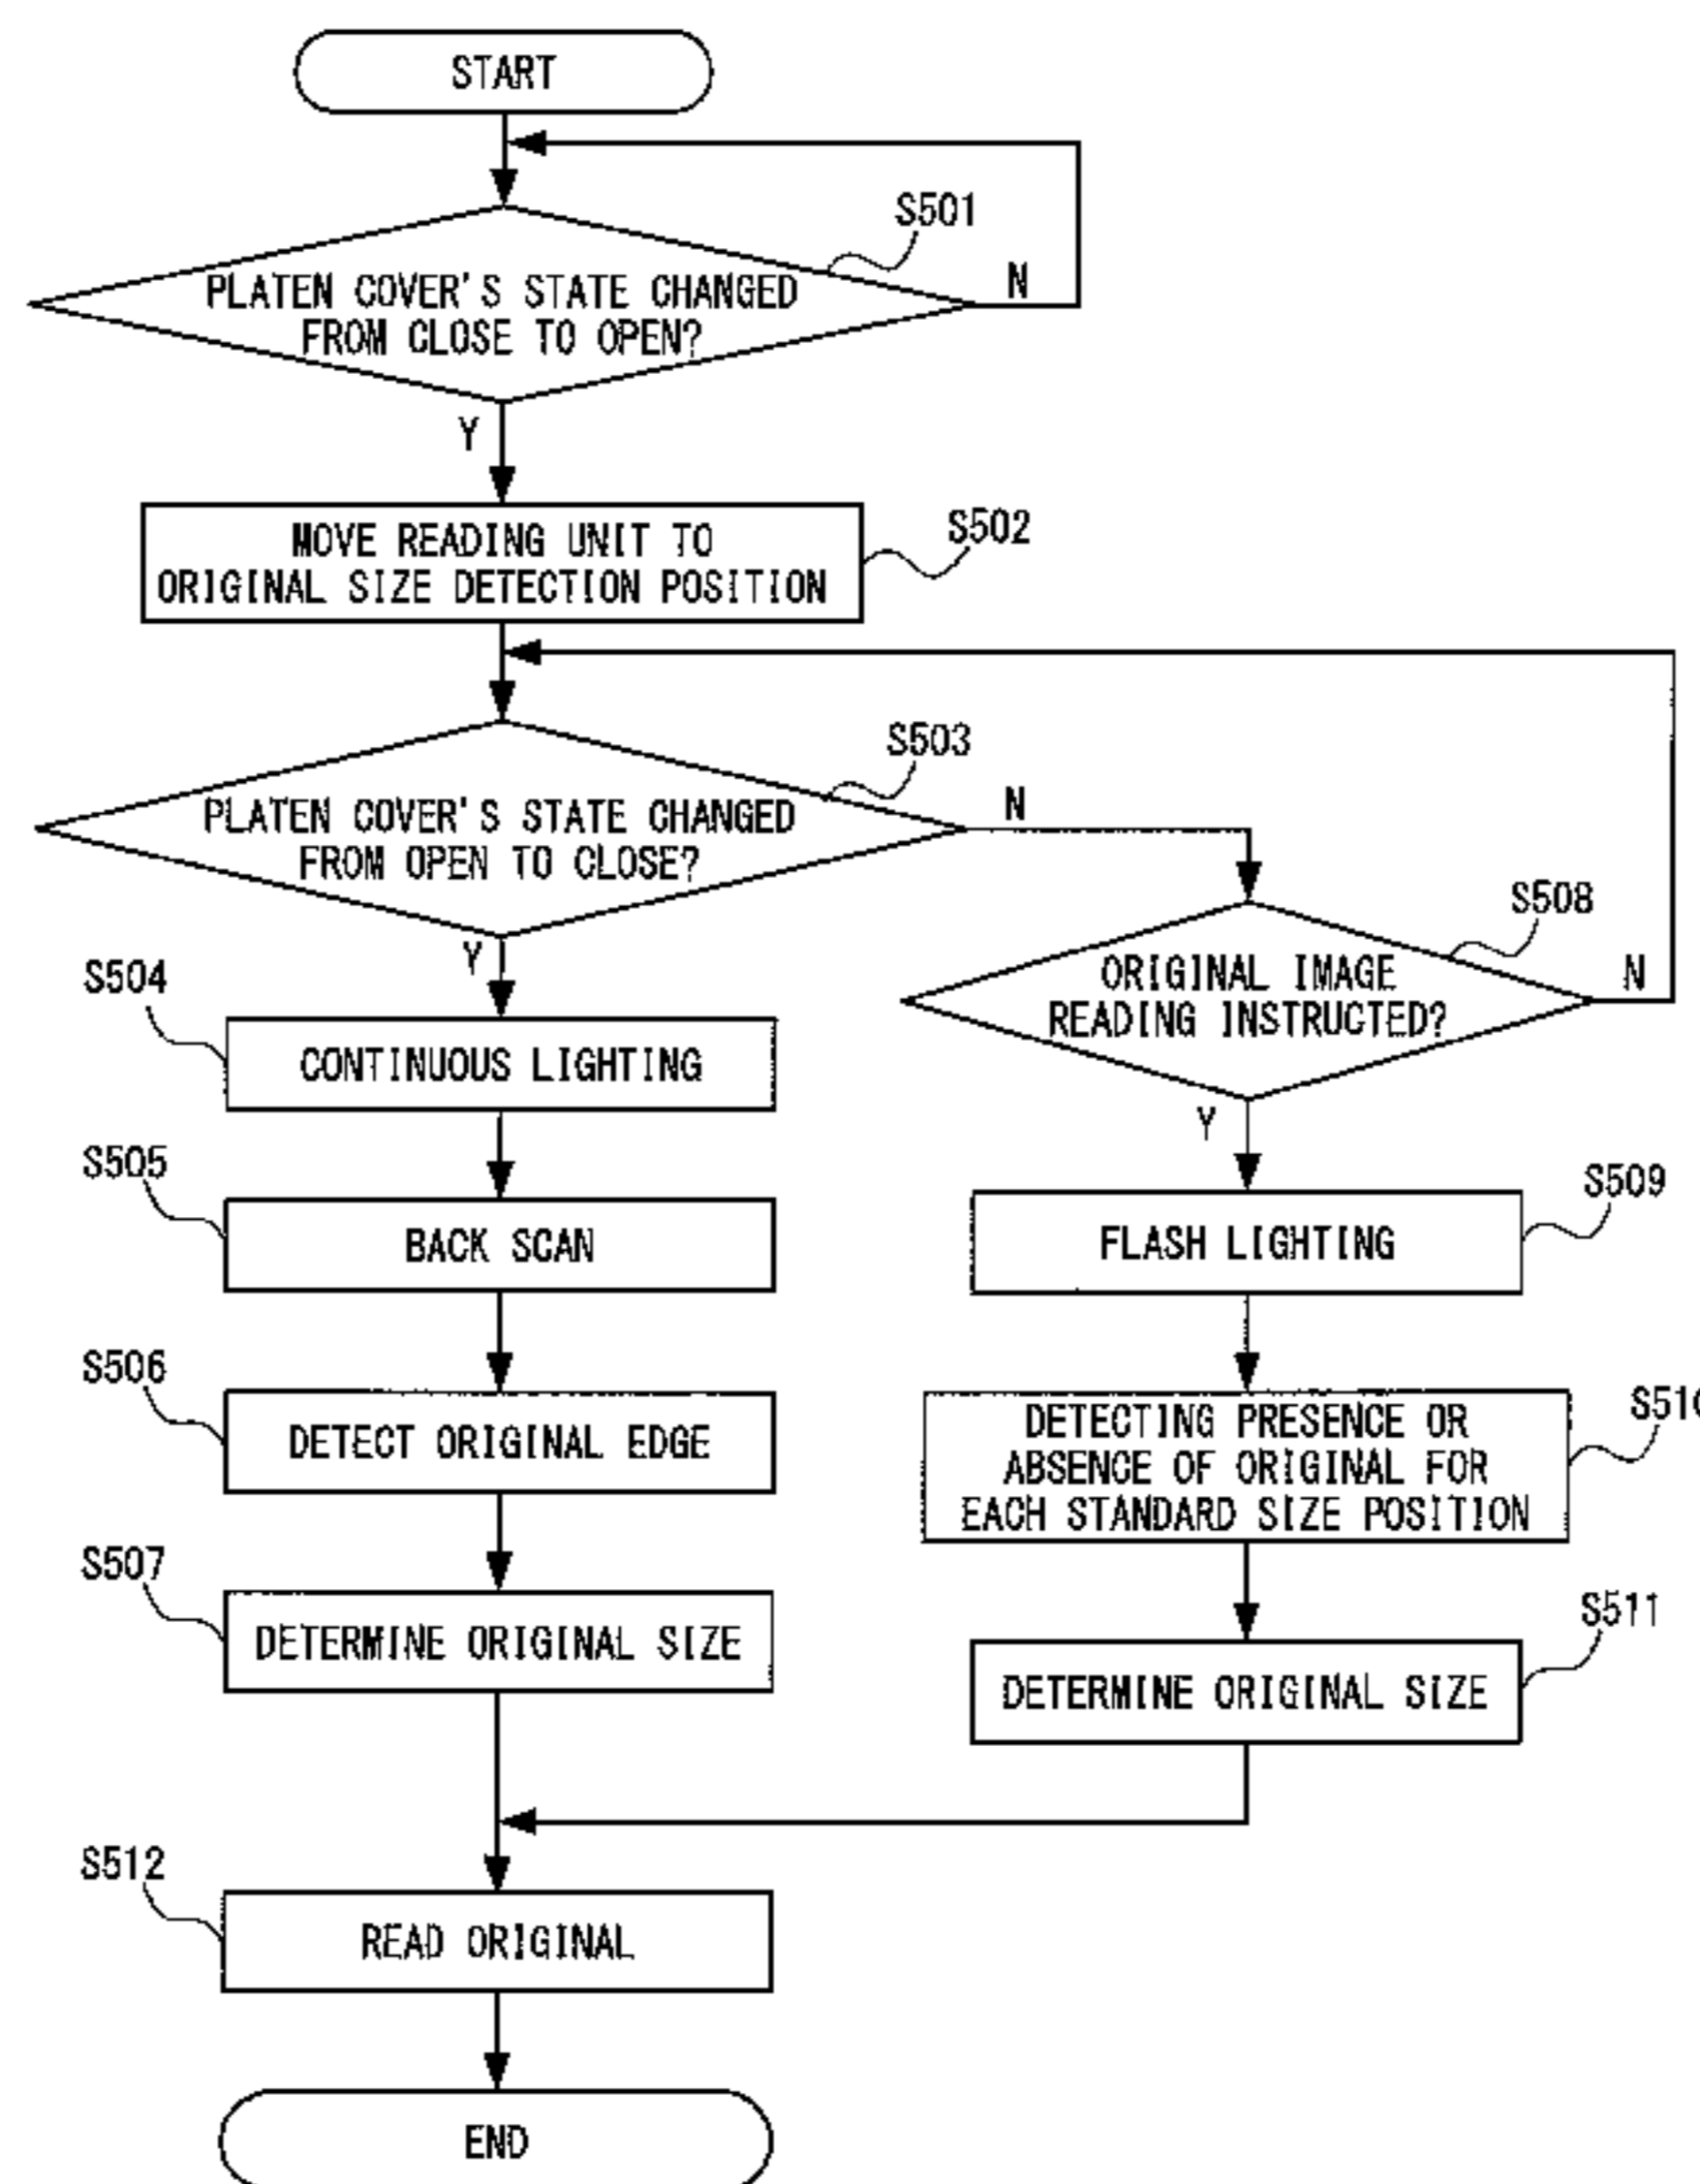 START
S501
PLATEN COVER'S STATE CHANGED
FROM CLOSE TO OPEN?
N
Y
MOVE READING UNIT TO
ORIGINAL SIZE DETECTION POSITION
S502
S503
PLATEN COVER'S STATE CHANGED
FROM OPEN TO CLOSE?
N
Y
S508
ORIGINAL IMAGE
READING INSTRUCTED?
N
Y
S504
CONTINUOUS LIGHTING
S505
BACK SCAN
S509
FLASH LIGHTING
S506
DETECT ORIGINAL EDGE
S510
DETECTING PRESENCE OR
ABSENCE OF ORIGINAL FOR
EACH STANDARD SIZE POSITION
S507
DETERMINE ORIGINAL SIZE
S511
DETERMINE ORIGINAL SIZE
S512
READ ORIGINAL
END